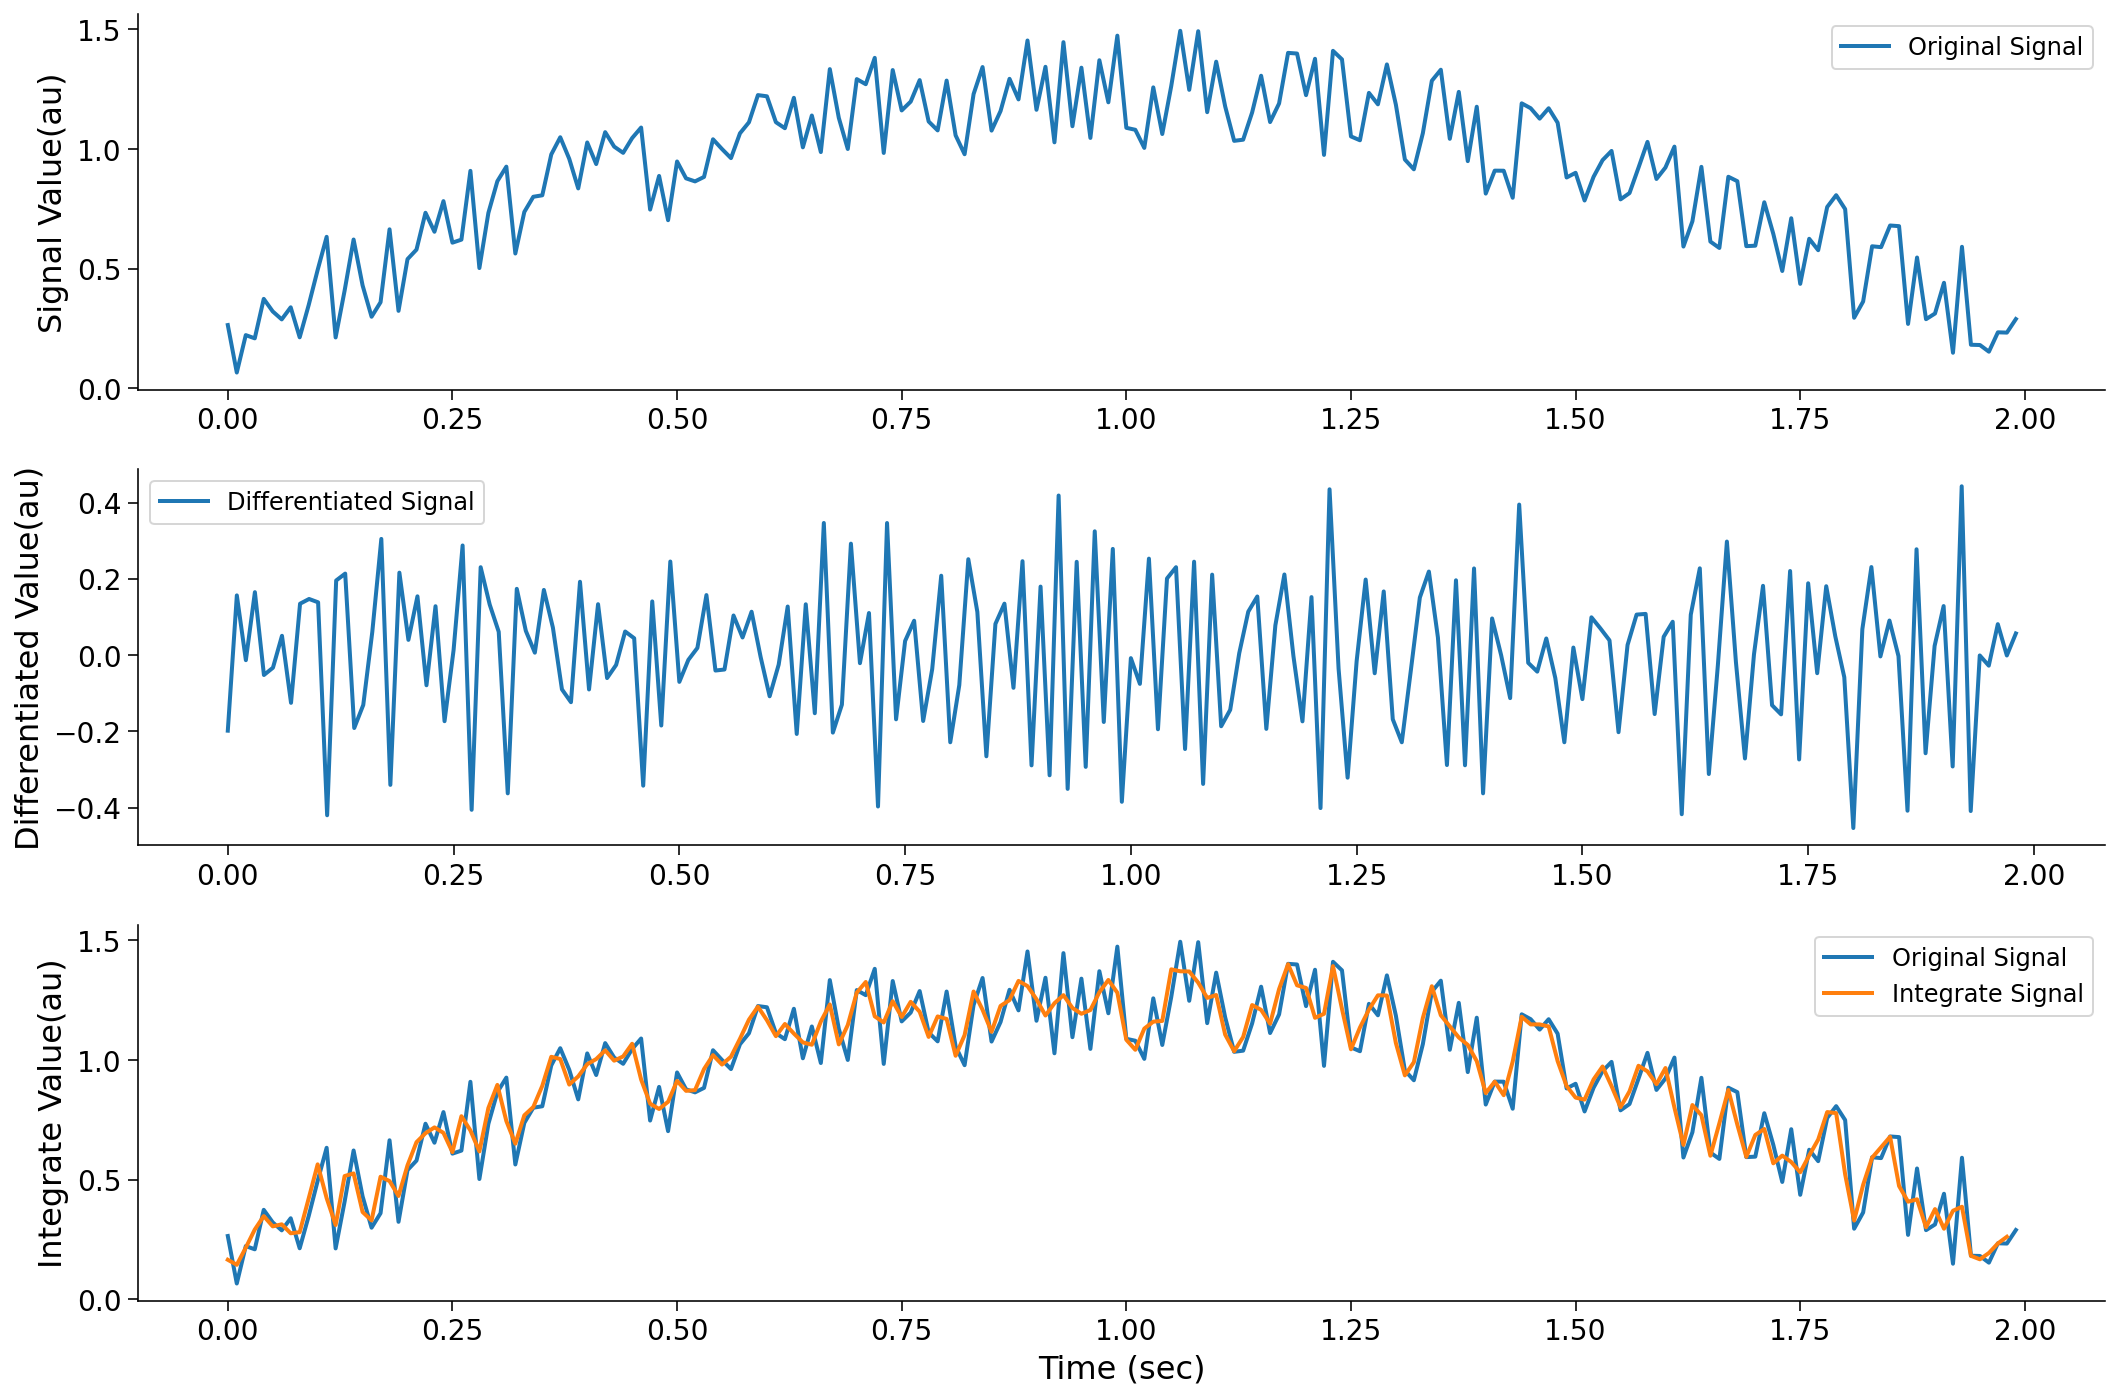 Signal Value(au)
1.5
1.0
0.5
0.0
Original Signal
0.00 0.25 0.50 0.75 1.00 1.25 1.50 1.75 2.00
Differentiated Value(au)
0.4
0.2
0.0
−0.2
−0.4
Differentiated Signal
0.00 0.25 0.50 0.75 1.00 1.25 1.50 1.75 2.00
Integrate Value(au)
1.5
1.0
0.5
0.0
Original Signal
Integrate Signal
0.00 0.25 0.50 0.75 1.00 1.25 1.50 1.75 2.00
Time (sec)